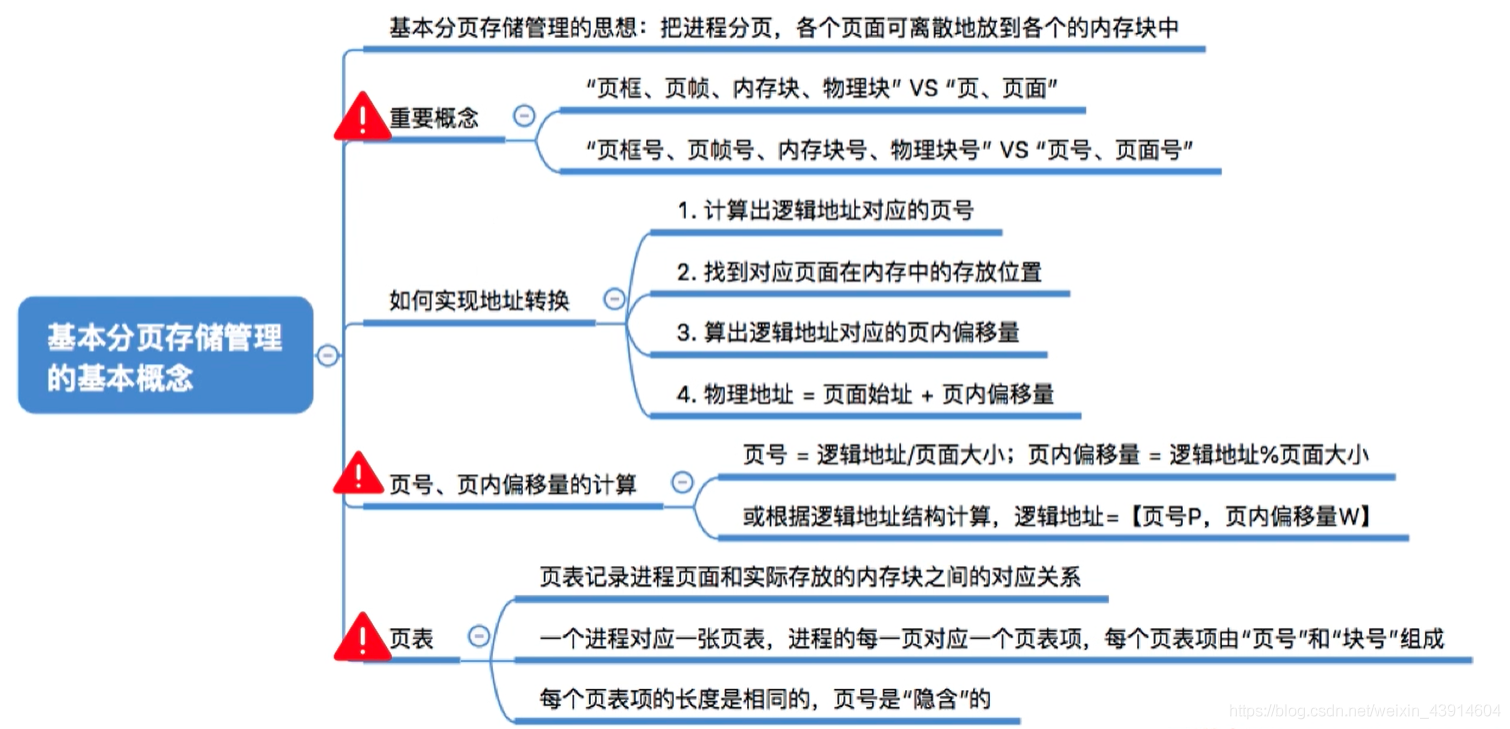 基本分页存储管理的思想：把进程分页，各个页面可离散地放到各个的内存块中
重要概念
“页框、页帧、内存块、物理块” VS “页、页面”
“页框号、页帧号、内存块号、物理块号” VS “页号、页面号”
如何实现地址转换
1. 计算出逻辑地址对应的页号
2. 找到对应页面在内存中的存放位置
3. 算出逻辑地址对应的页内偏移量
4. 物理地址 = 页面始址 + 页内偏移量
基本分页存储管理
的基本概念
页号、页内偏移量的计算
页号 = 逻辑地址/页面大小；页内偏移量 = 逻辑地址%页面大小
或根据逻辑地址结构计算，逻辑地址=【页号P，页内偏移量W】
页表
页表记录进程页面和实际存放的内存块之间的对应关系
一个进程对应一张页表，进程的每一页对应一个页表项，每个页表项由“页号”和“块号”组成
每个页表项的长度是相同的，页号是“隐含”的
https://blog.csdn.net/weixin_43914604